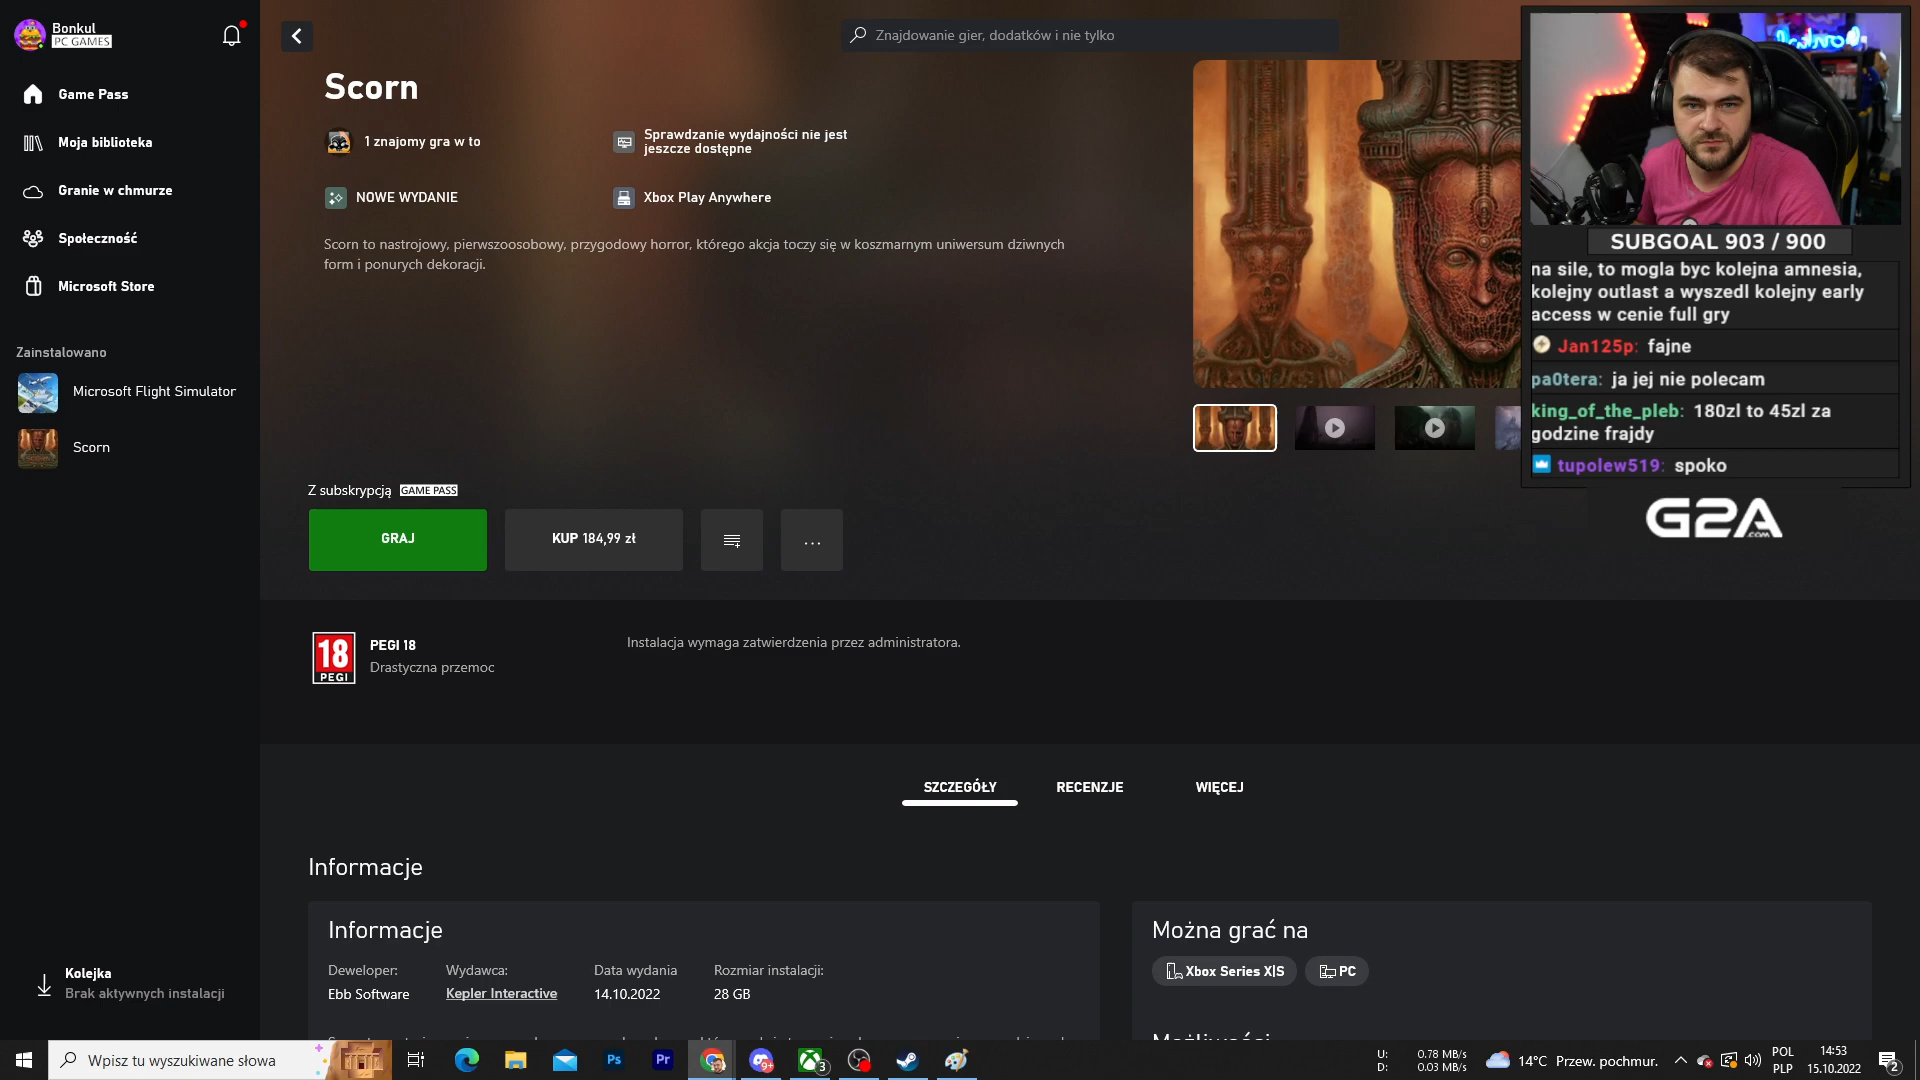 Bonkul
PC GAMES
Game Pass
Moja biblioteka
Granie w chmurze
Społeczność
Microsoft Store
Zainstalowano
Microsoft Flight Simulator
Scorn
Kolejka
Brak aktywnych instalacji
Znajdowanie gier, dodatków i nie tylko
Scorn
1 znajomy gra w to
Sprawdzanie wydajności nie jest
jeszcze dostępne
NOWE WYDANIE
Xbox Play Anywhere
Scorn to nastrojowy, pierwszoosobowy, przygodowy horror, którego akcja toczy się w koszmarnym uniwersum dziwnych
form i ponurych dekoracji.
Z subskrypcją GAME PASS
GRAJ
KUP 184,99 zł
...
SUBGOAL 903 / 900
na sile, to mogla byc kolejna amnesia,
kolejny outlast a wyszedl kolejny early
access w cenie full gry
Jan125p: fajne
pa0tera: ja jej nie polecam
king_of_the_pleb: 180zl to 45zl za
godzine frajdy
tupolew519: spoko
G2A
.COM
18
PEGI
PEGI 18
Drastyczna przemoc
Instalacja wymaga zatwierdzenia przez administratora.
SZCZEGÓŁY
RECENZJE
WIĘCEJ
Informacje
Informacje
Deweloper:
Ebb Software
Wydawca:
Kepler Interactive
Data wydania
14.10.2022
Rozmiar instalacji:
28 GB
Można grać na
Xbox Series X|S
PC
Możliwości
Wpisz tu wyszukiwane słowa
Ps
Pr
9+
3
U: 0.78 MB/s
D: 0.03 MB/s
14°C Przew. pochmur.
POL
PLP
14:53
15.10.2022
2